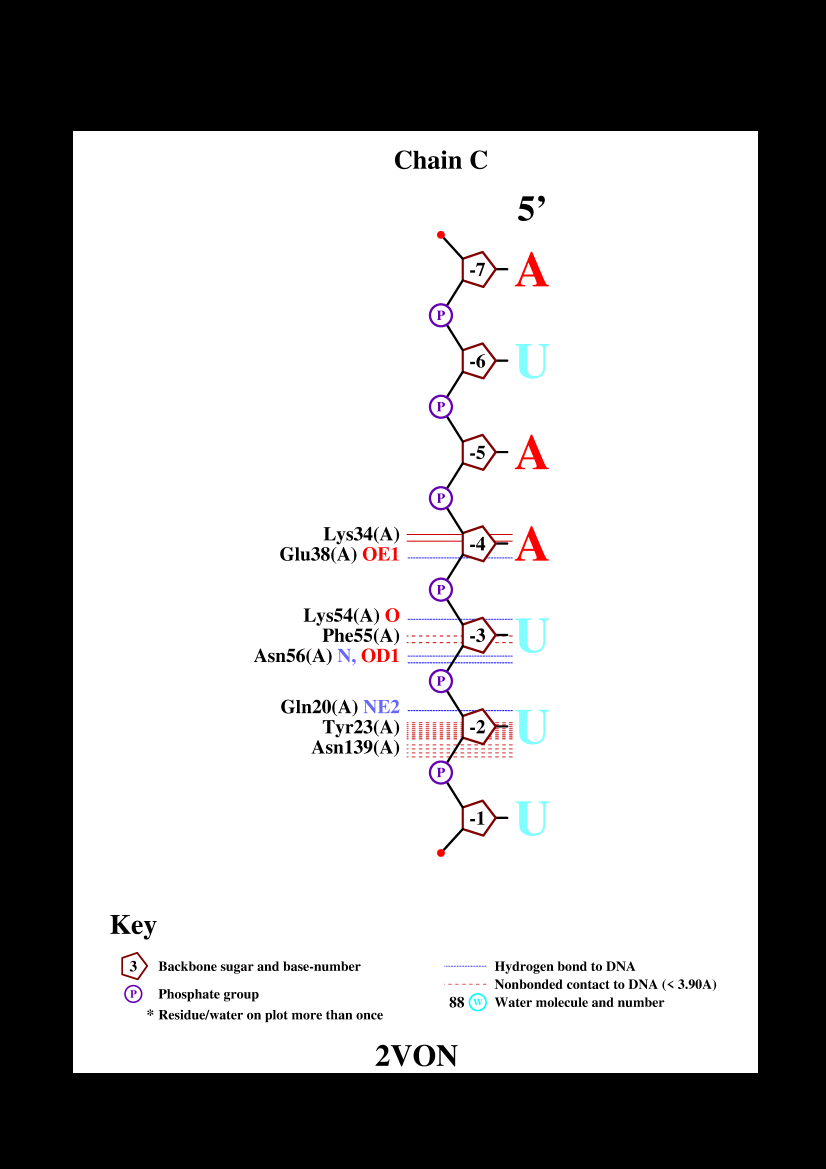 Chain C
5’
-7 A
P
-6 U
P
-5 A
P
Lys34(A)
-4 A
Glu38(A) OE1
P
Lys54(A) O
Phe55(A) -3 U
Asn56(A) N, OD1
P
Gln20(A) NE2
Tyr23(A) -2 U
Asn139(A)
P
-1 U
Key
3 Backbone sugar and base-number
P Phosphate group
* Residue/water on plot more than once
Hydrogen bond to DNA
Nonbonded contact to DNA (< 3.90A)
88 W Water molecule and number
2VON